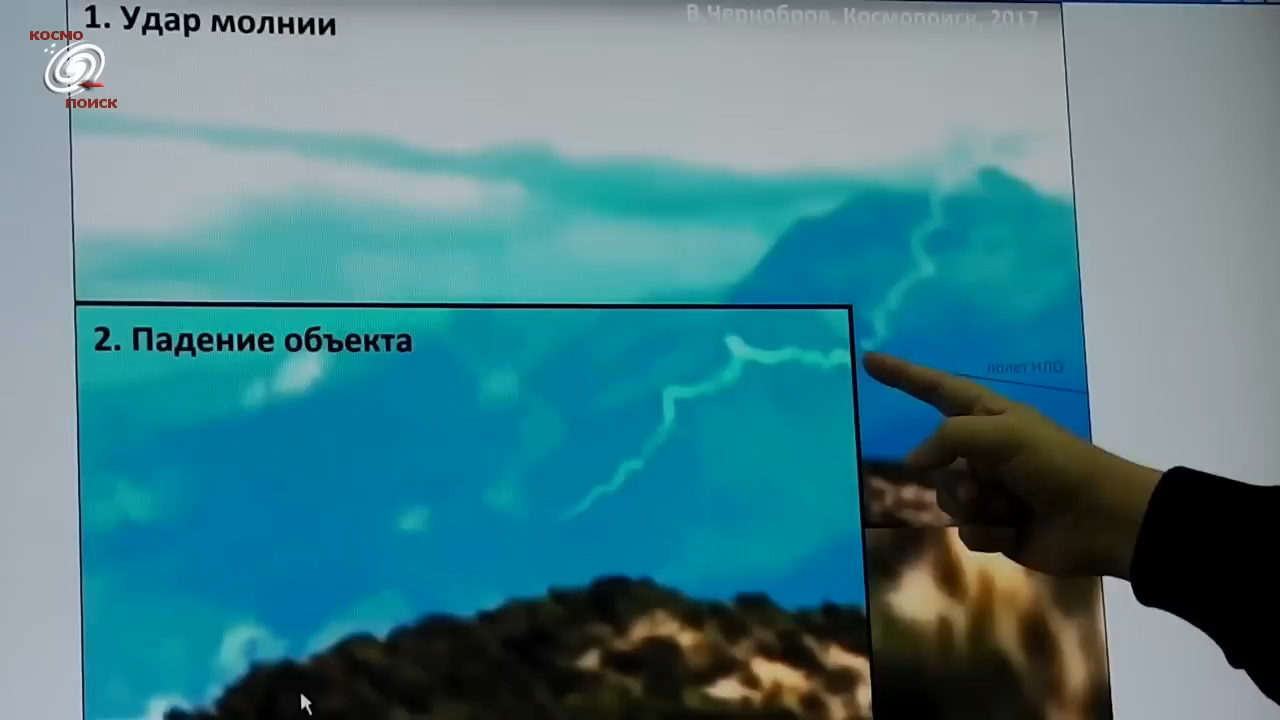 1. Удар молнии
В.Чернобров, Космопоиск, 2017
КОСМО
ПОИСК
2. Падение объекта
полет НЛО